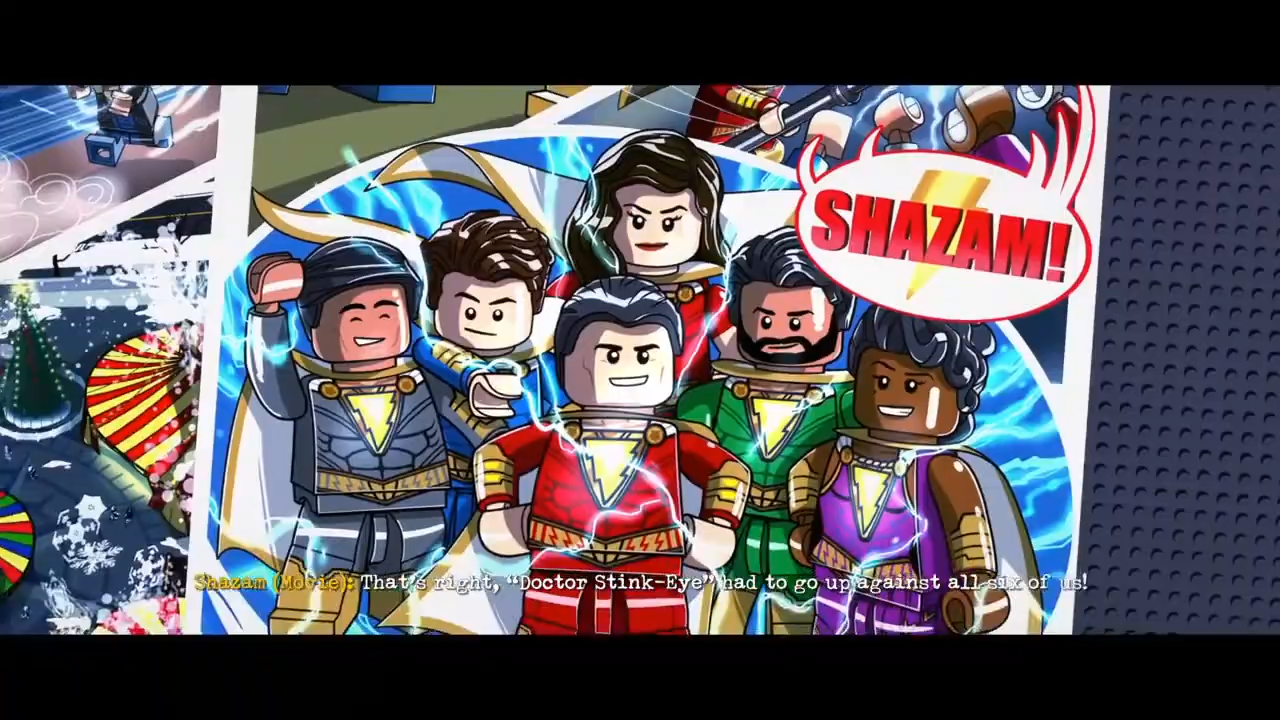 SHAZAM!
Shazam (Movie): That's right, “Doctor Stink-Eye” had to go up against all six of us!